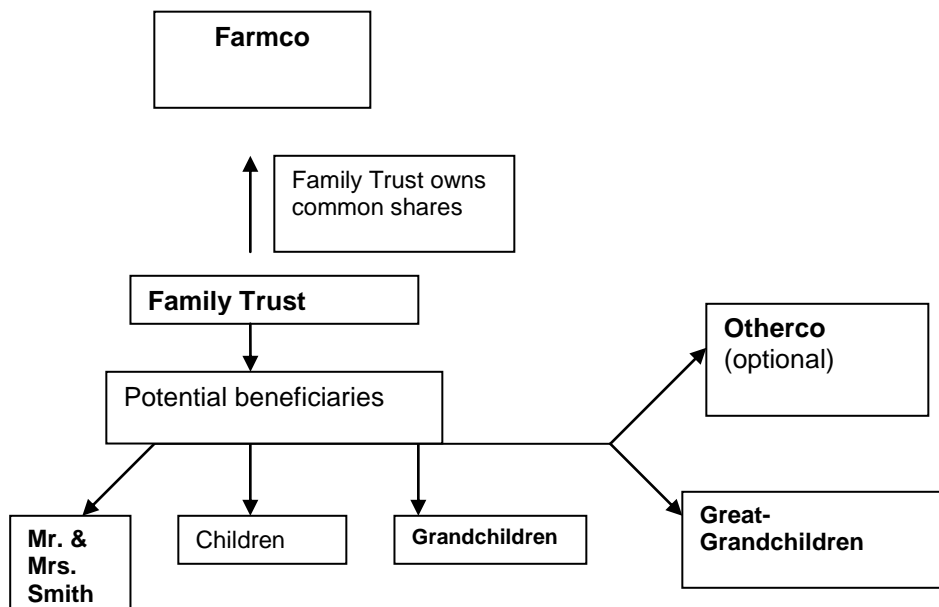 Farmco
Family Trust owns
common shares
Family Trust
Otherco
(optional)
Potential beneficiaries
Mr. &
Mrs.
Smith
Children
Grandchildren
Great-
Grandchildren